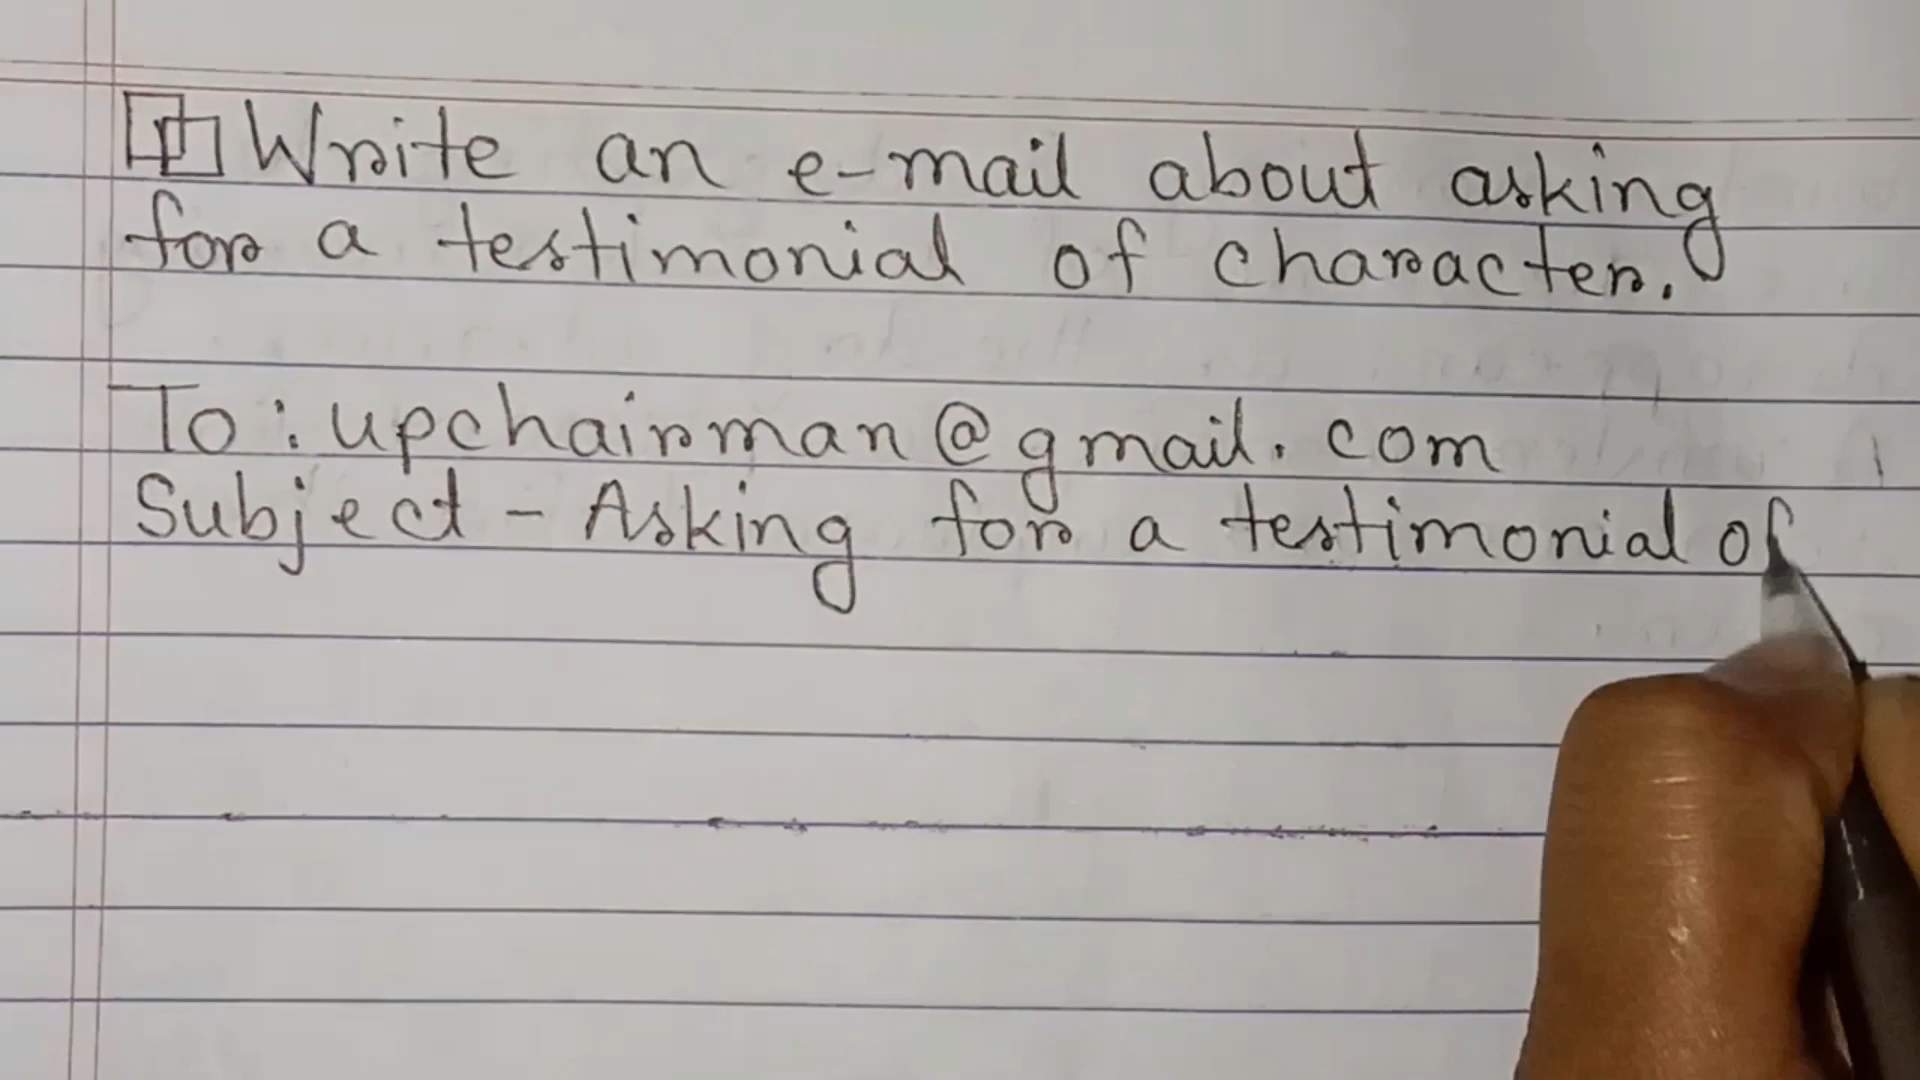 Write an e-mail about asking
for a testimonial of character.
To: upchairman@gmail.com
Subject - Asking for a testimonial of